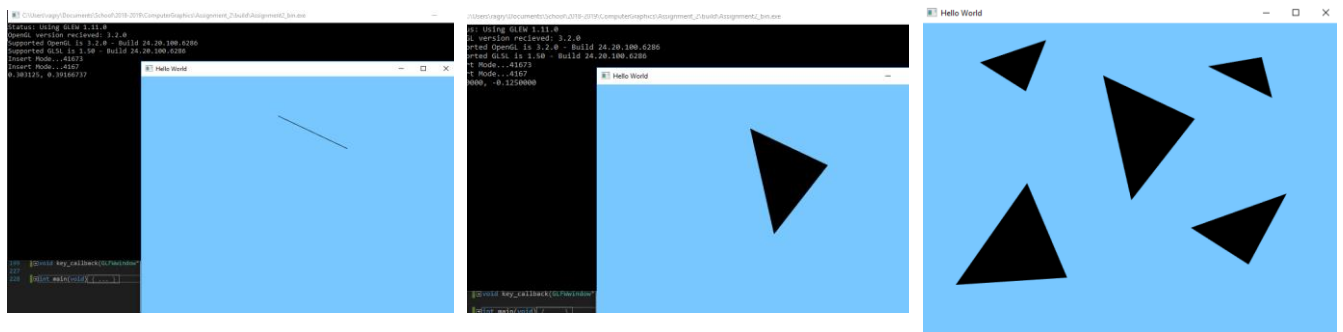 C:\Users\vagry\Documents\School\2018-2019\ComputerGraphics\Assignment_2\build\Assignment2_bin.exe
Status: Using GLEW 1.11.0
OpenGL version recieved: 3.2.0
Supported OpenGL is 3.2.0 - Build 24.20.100.6286
Supported GLSL is 1.50 - Build 24.20.100.6286
Insert Mode...41673
Insert Mode...4167
0.303125, 0.39166737
Hello World
void key_callback(GLFWwindow*
227
228 int main(void) { ... }
/Users\vagry\Documents\School\2018-2019\ComputerGraphics\Assignment_2\build\Assignment2_bin.exe
us: Using GLEW 1.11.0
GL version recieved: 3.2.0
orted OpenGL is 3.2.0 - Build 24.20.100.6286
orted GLSL is 1.50 - Build 24.20.100.6286
rt Mode...41673
rt Mode...4167
0000, -0.1250000
Hello World
void key_callback(GLFWwindow
int main(void)
Hello World